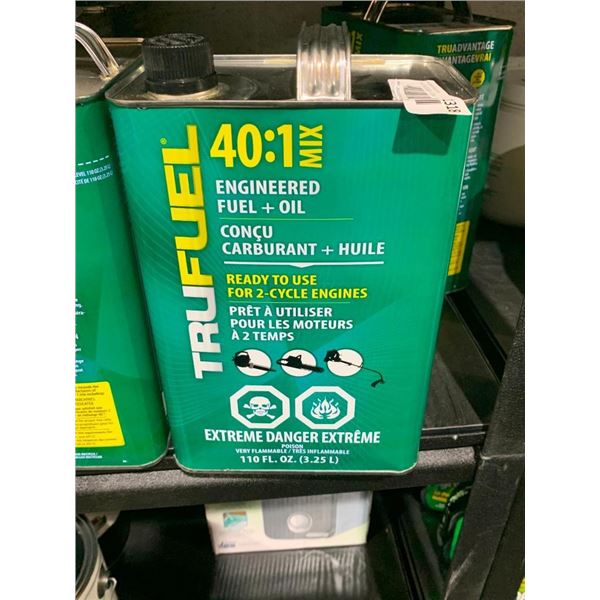 TRUFUEL®
40:1 MIX
ENGINEERED
FUEL + OIL
CONÇU
CARBURANT + HUILE
READY TO USE
FOR 2-CYCLE ENGINES
PRÊT À UTILISER
POUR LES MOTEURS
À 2 TEMPS
EXTREME DANGER EXTRÊME
POISON
VERY FLAMMABLE / TRÈS INFLAMMABLE
110 FL. OZ. (3.25 L)
TRUADVANTAGE